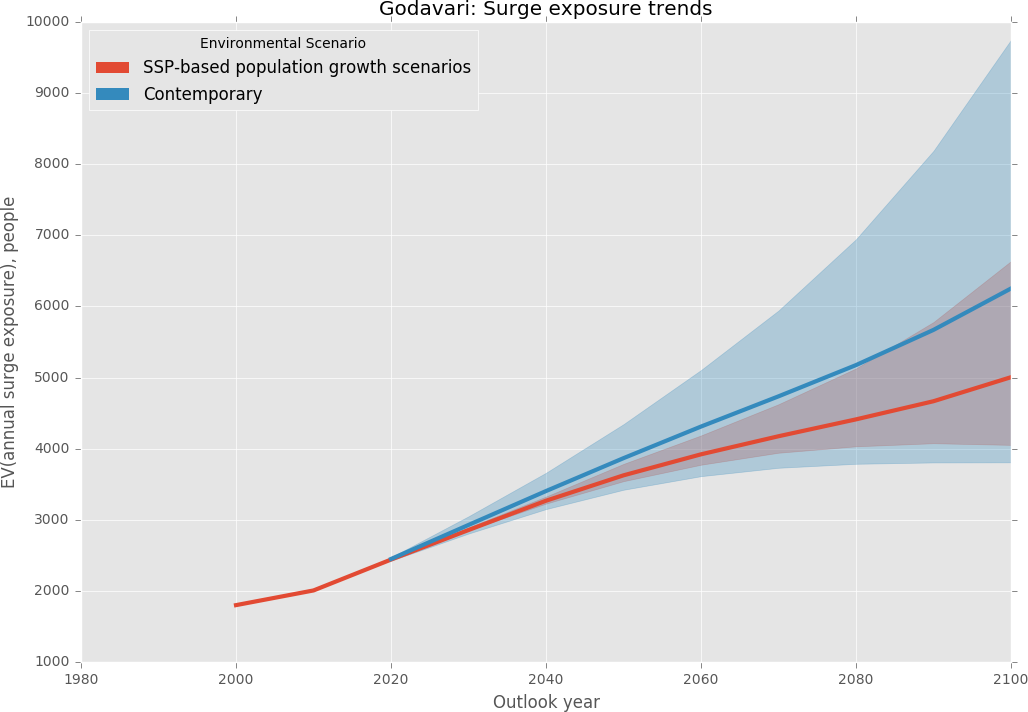 Godavari: Surge exposure trends
Environmental Scenario
SSP-based population growth scenarios
Contemporary
EV(annual surge exposure), people
10000
9000
8000
7000
6000
5000
4000
3000
2000
1000
1980 2000 2020 2040 2060 2080 2100
Outlook year